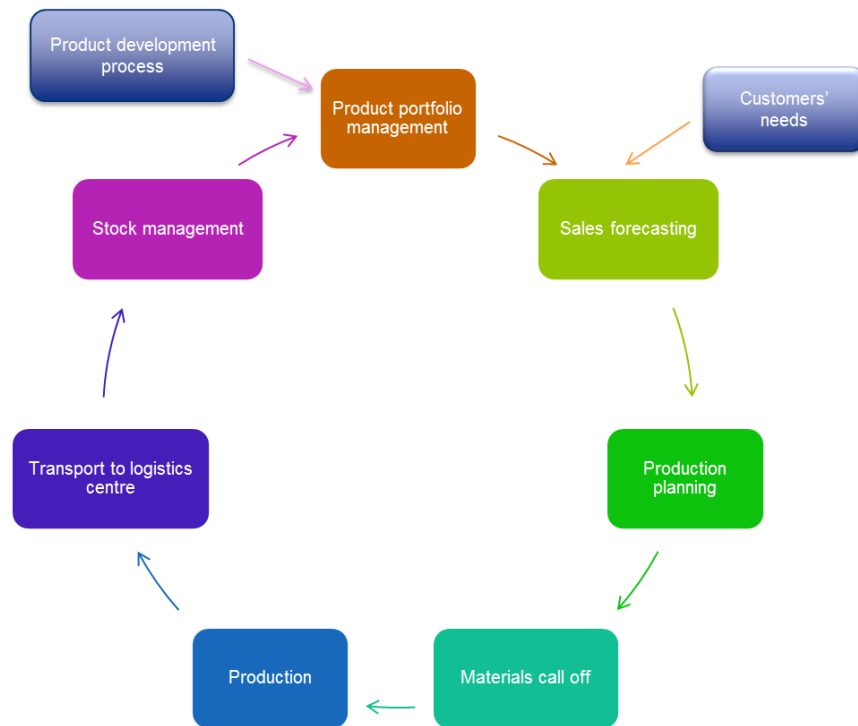 Product development
process
Product portfolio
management
Customers’
needs
Stock management
Sales forecasting
Transport to logistics
centre
Production
planning
Production
Materials call off